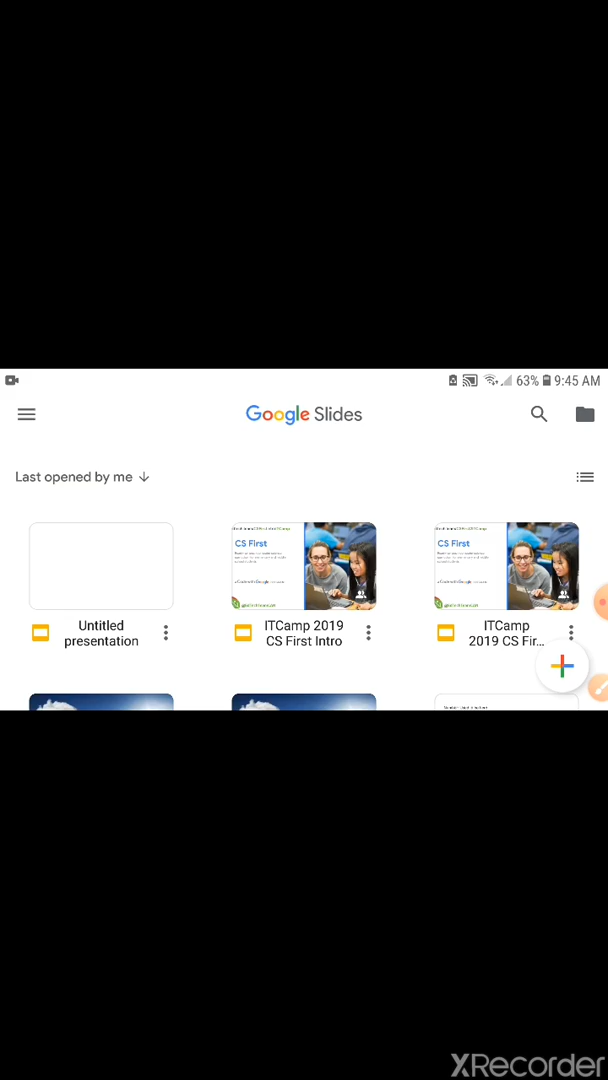 63% 9:45 AM
Google Slides
Last opened by me
CS First
CS First
Untitled
presentation
ITCamp 2019
CS First Intro
ITCamp
2019 CS Fir...
XRecorder